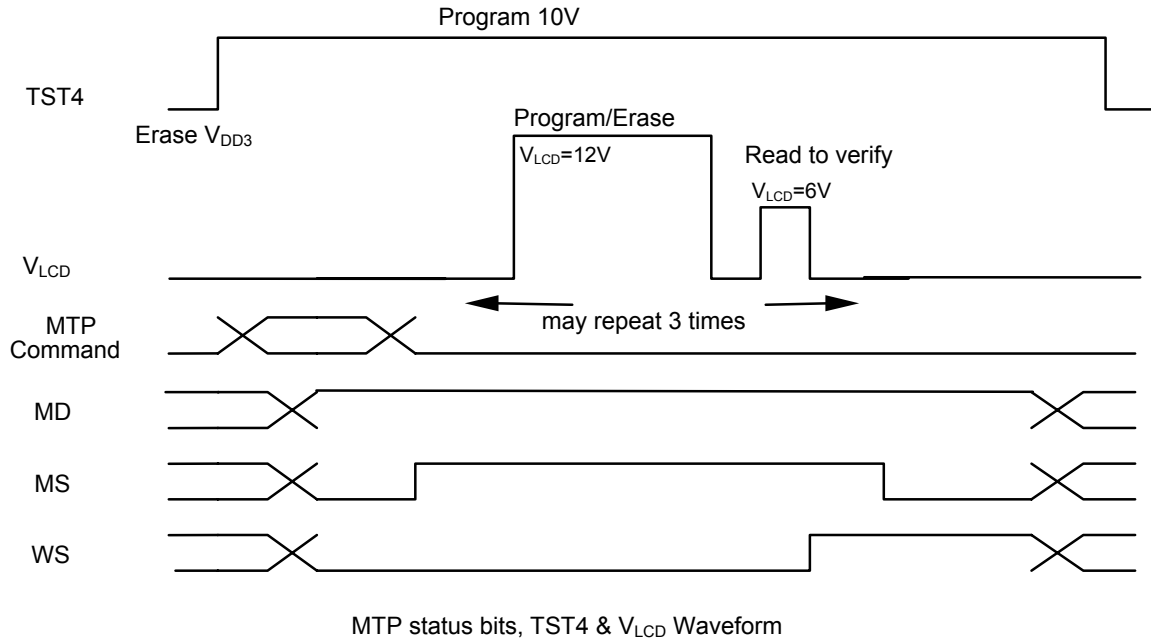 Program 10V
TST4
Erase VDD3
Program/Erase
VLCD=12V
Read to verify
VLCD=6V
VLCD
may repeat 3 times
MTP
Command
MD
MS
WS
MTP status bits, TST4 & VLCD Waveform